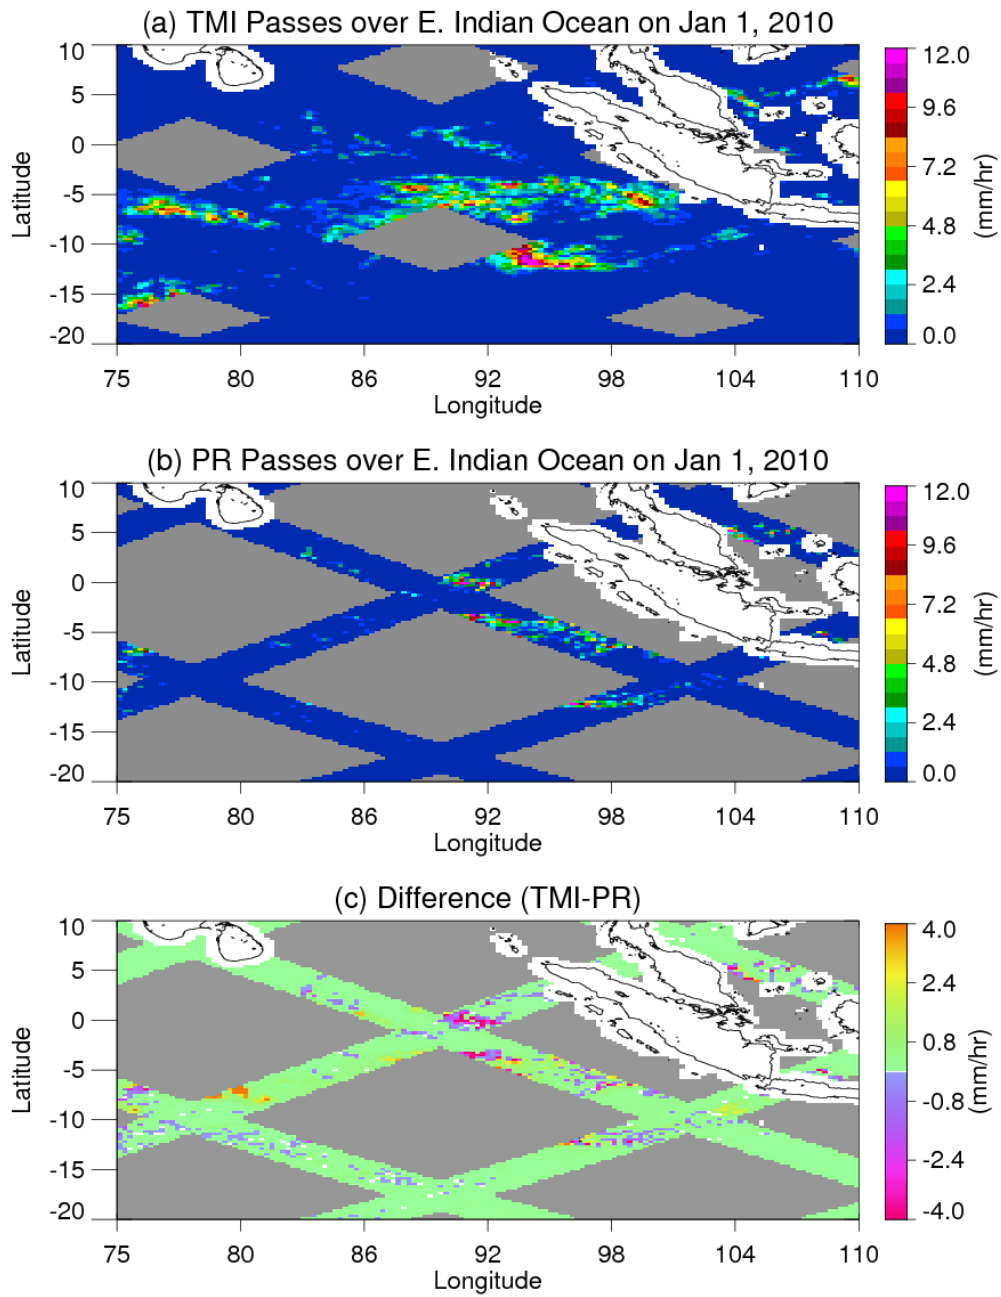 (a) TMI Passes over E. Indian Ocean on Jan 1, 2010
10
5
0
-5
-10
-15
-20
Latitude
75 80 86 92 98 104 110
Longitude
12.0
9.6
7.2
4.8
2.4
0.0
(mm/hr)
(b) PR Passes over E. Indian Ocean on Jan 1, 2010
10
5
0
-5
-10
-15
-20
Latitude
75 80 86 92 98 104 110
Longitude
12.0
9.6
7.2
4.8
2.4
0.0
(mm/hr)
(c) Difference (TMI-PR)
10
5
0
-5
-10
-15
-20
Latitude
75 80 86 92 98 104 110
Longitude
4.0
2.4
0.8
-0.8
-2.4
-4.0
(mm/hr)